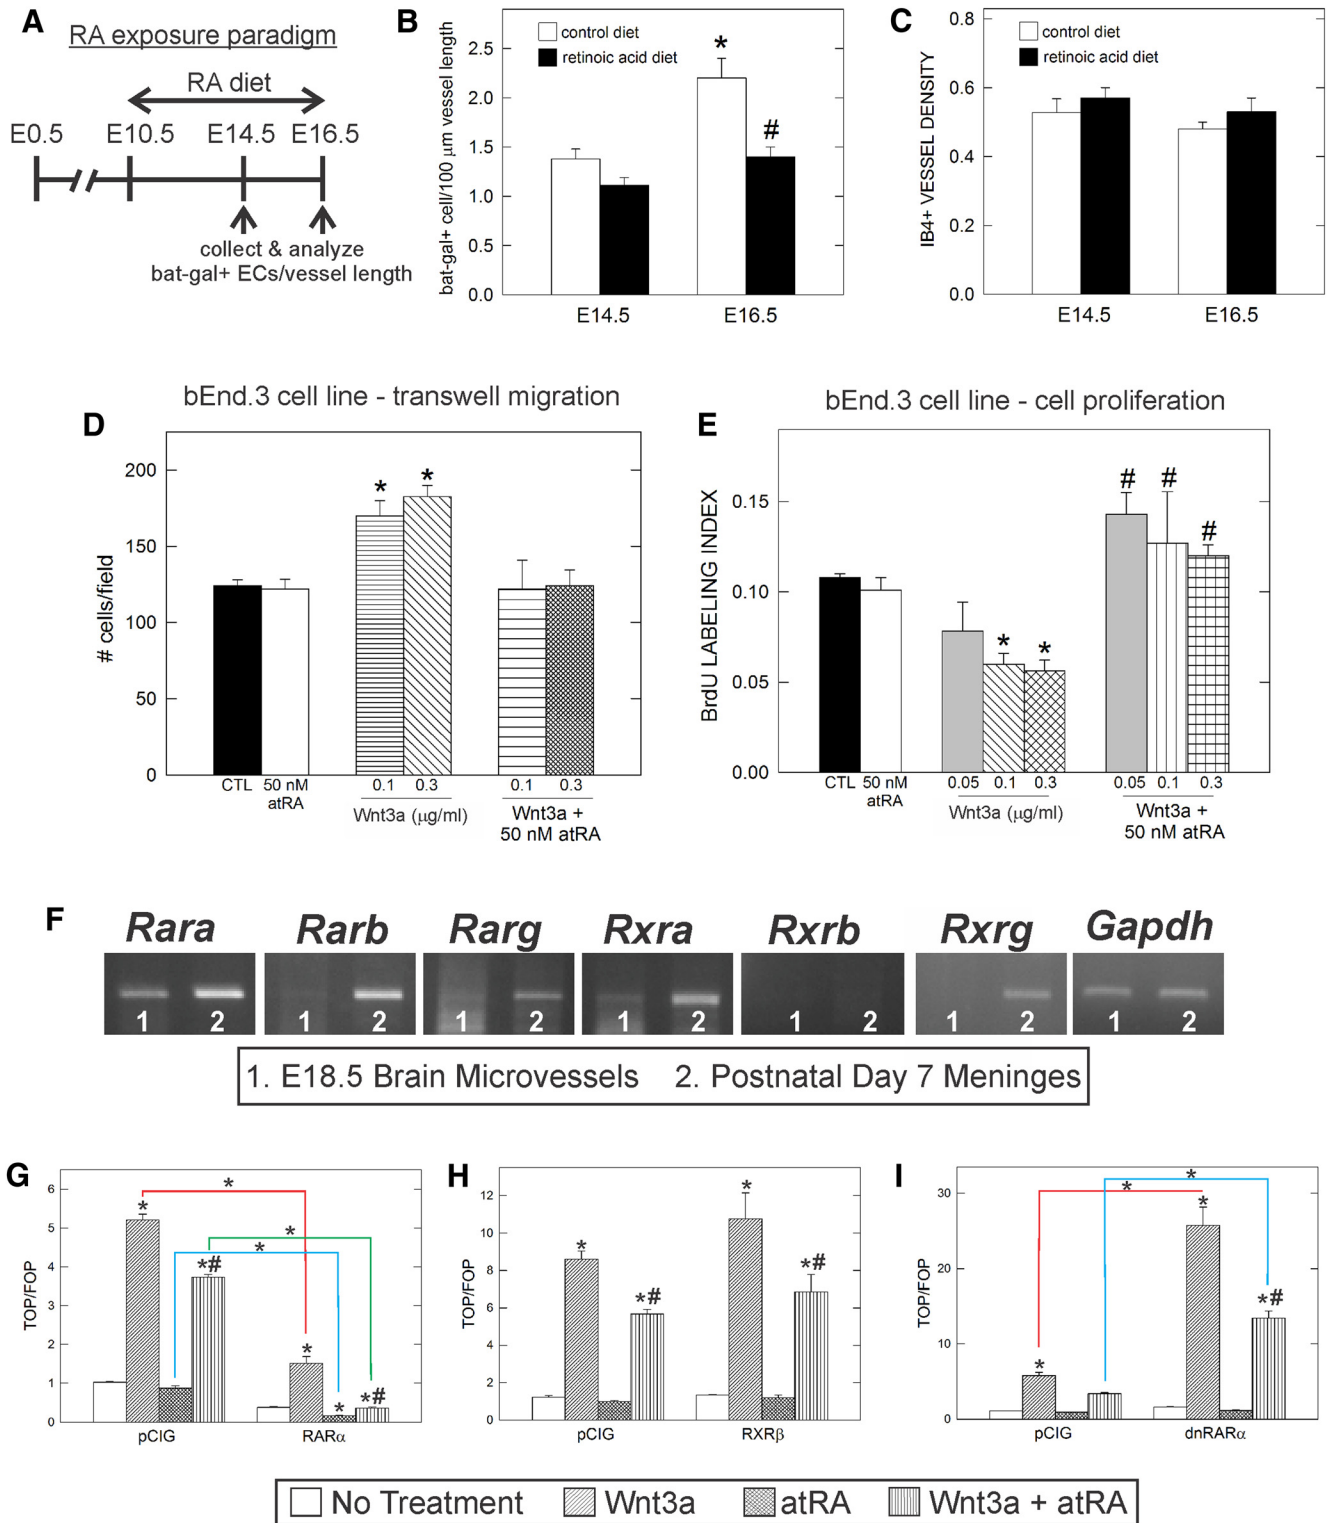 A
RA exposure paradigm
RA diet
E0.5 E10.5 E14.5 E16.5
collect & analyze
bat-gal+ ECs/vessel length
B
bat-gal+ cell/100 μm vessel length
2.5
2.0
1.5
1.0
0.5
0.0
control diet
retinoic acid diet
*
#
E14.5 E16.5
C
IB4+ VESSEL DENSITY
0.8
0.6
0.4
0.2
0.0
control diet
retinoic acid diet
E14.5 E16.5
bEnd.3 cell line - transwell migration
D
# cells/field
200
150
100
50
0
* *
CTL 50 nM
atRA
0.1 0.3
Wnt3a (μg/ml)
0.1 0.3
Wnt3a +
50 nM atRA
bEnd.3 cell line - cell proliferation
E
BrdU LABELING INDEX
0.15
0.10
0.05
0.00
* *
# # #
CTL 50 nM
atRA
0.05 0.1 0.3
Wnt3a (μg/ml)
0.05 0.1 0.3
Wnt3a +
50 nM atRA
F
Rara Rarb Rarg Rxra Rxrb Rxrg Gapdh
1 2 1 2 1 2 1 2 1 2 1 2 1 2
1. E18.5 Brain Microvessels 2. Postnatal Day 7 Meninges
G
TOP/FOP
6
5
4
3
2
1
0
*
*
*
*
*#
*
*
*#
pCIG RARα
H
TOP/FOP
12
10
8
6
4
2
0
*
*#
*
*#
pCIG RXRβ
I
TOP/FOP
30
20
10
0
*
*
*
*
*#
pCIG dnRARα
No Treatment Wnt3a atRA Wnt3a + atRA